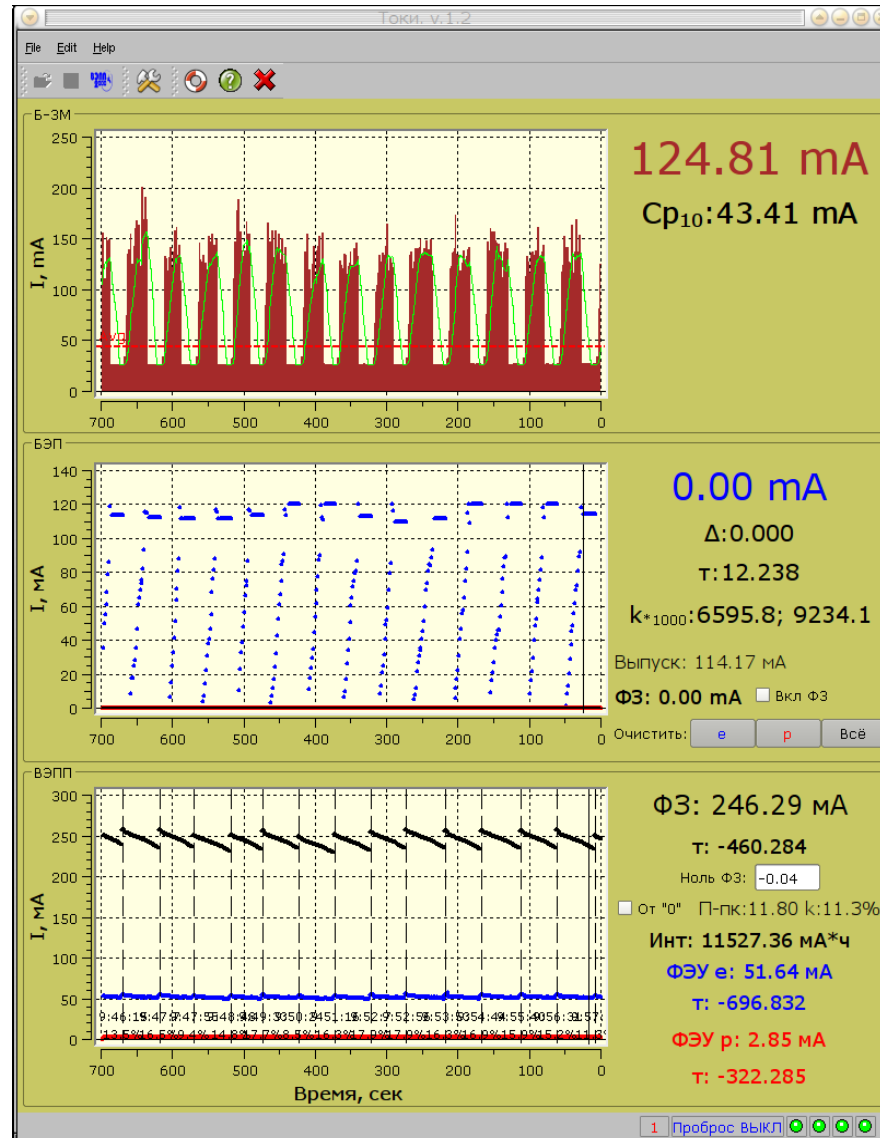 Токи. v.1.2
File Edit Help
Б-3М
124.81 mA
Ср10:43.41 mA
I, mA
250
200
150
100
50
0
700 600 500 400 300 200 100 0
БЭП
0.00 mA
Δ:0.000
τ:12.238
k*1000:6595.8; 9234.1
Выпуск: 114.17 мА
ФЗ: 0.00 mA Вкл ФЗ
Очистить: e p Всё
I, мА
140
120
100
80
60
40
20
0
700 600 500 400 300 200 100 0
ВЭПП
ФЗ: 246.29 мА
τ: -460.284
Ноль ФЗ: -0.04
От "0" П-пк:11.80 k:11.3%
Инт: 11527.36 мА*ч
ФЭУ е: 51.64 мА
τ: -696.832
ФЭУ р: 2.85 мА
τ: -322.285
I, мА
300
250
200
150
100
50
0
700 600 500 400 300 200 100 0
Время, сек
1 Проброс ВЫКЛ